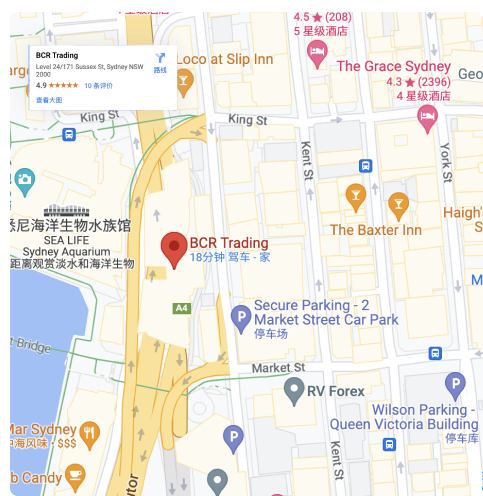 4.5 ★ (208)
5 星级酒店
BCR Trading
Level 24/171 Sussex St, Sydney NSW
2000
4.9 ★★★★★ 10 条评价
查看大图
路线
Loco at Slip Inn
The Grace Sydney
4.3 ★ (2396)
4 星级酒店
Geo
King St
King St
Kent St
York St
悉尼海洋生物水族馆
SEA LIFE
Sydney Aquarium
距离观赏淡水和海洋生物
The Baxter Inn
Haigh's
S
BCR Trading
18分钟 驾车 - 家
M
A4
Secure Parking - 2
Market Street Car Park
停车场
t Bridge
Market St
RV Forex
Wilson Parking -
Queen Victoria Building
停车库
Mar Sydney
中海风味 - $$$
b Candy
Kent St
utor